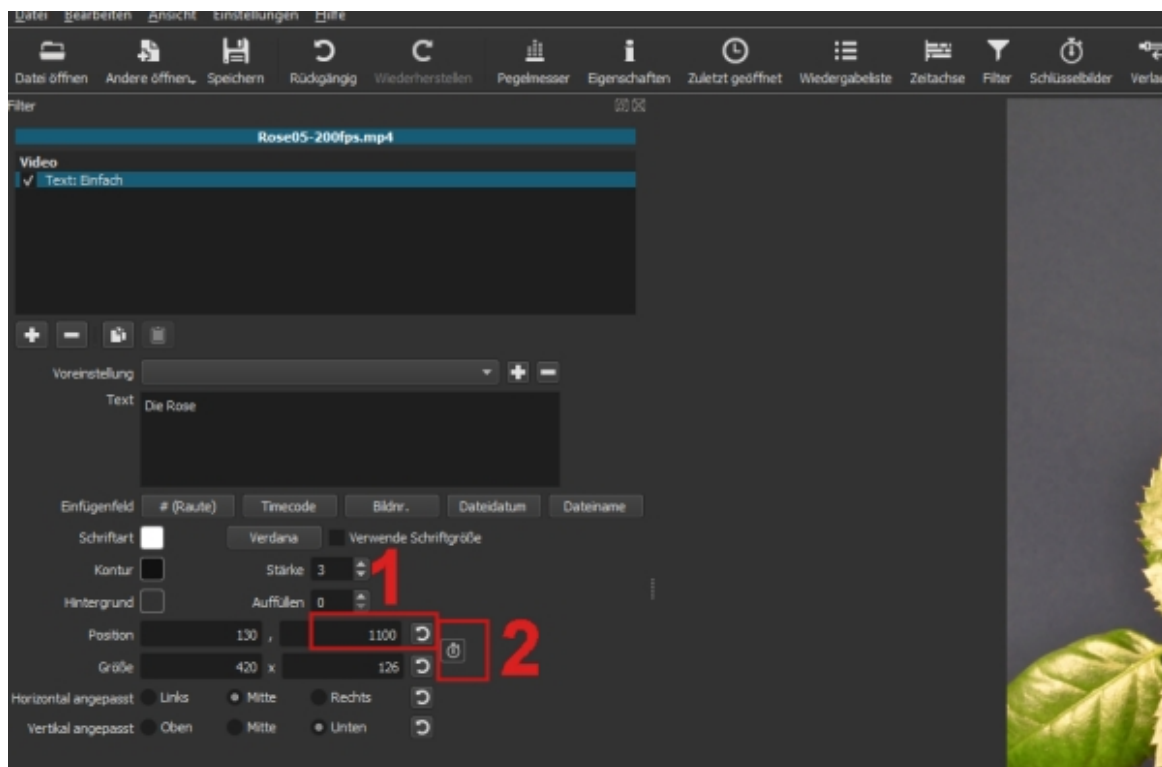 Datei Bearbeiten Ansicht Einstellungen Hilfe
Datei öffnen Andere öffnen... Speichern Rückgängig Wiederherstellen Pegelmesser Eigenschaften Zuletzt geöffnet Wiedergabeliste Zeitachse Filter Schlüsselbilder Verlau
Filter
Rose05-200fps.mp4
Video
Text: Einfach
Voreinstellung
Text Die Rose
Einfügenfeld # (Raute) Timecode Bildnr. Dateidatum Dateiname
Schriftart Verdana Verwende Schriftgröße
Kontur Stärke 3 1
Hintergrund Auffüllen 0
Position 130 , 1100 2
Größe 420 x 126
Horizontal angepasst Links Mitte Rechts
Vertikal angepasst Oben Mitte Unten